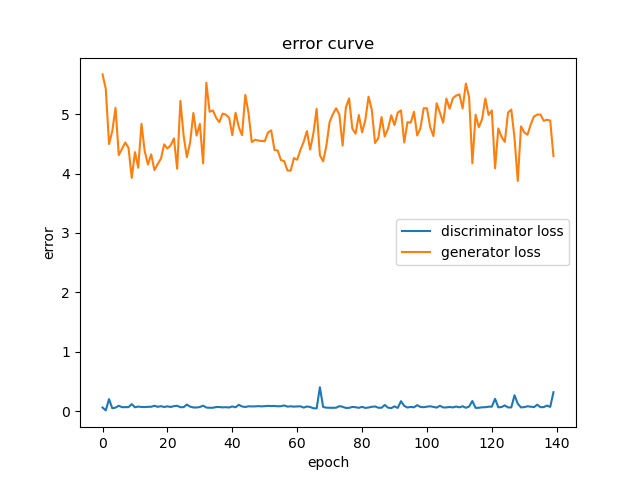 error curve
error
5
4
3
2
1
0
discriminator loss
generator loss
0 20 40 60 80 100 120 140
epoch